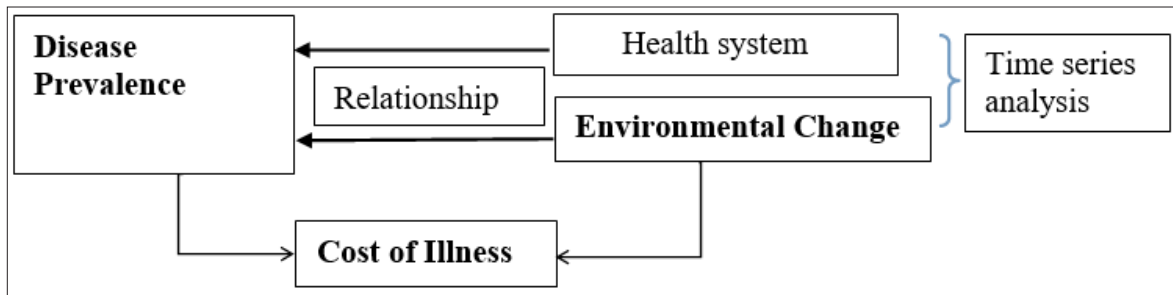 Disease
Prevalence
Health system
Relationship
Environmental Change
Time series
analysis
Cost of Illness